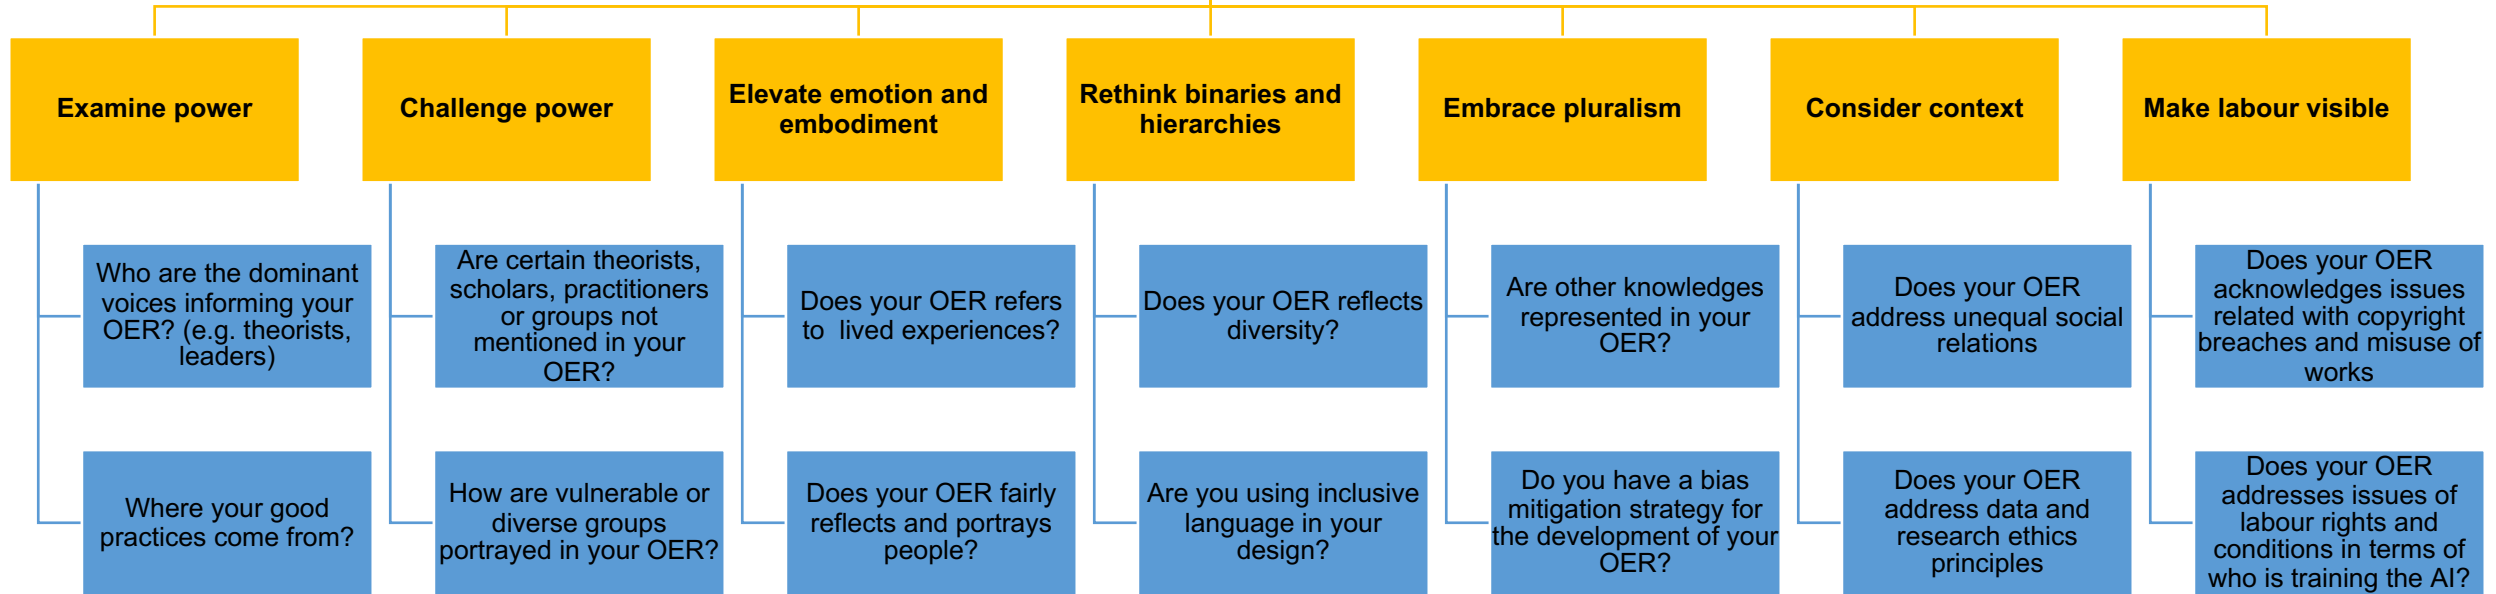 Examine power
Challenge power
Elevate emotion and
embodiment
Rethink binaries and
hierarchies
Embrace pluralism
Consider context
Make labour visible
Who are the dominant
voices informing your
OER? (e.g. theorists,
leaders)
Are certain theorists,
scholars, practitioners
or groups not
mentioned in your
OER?
Does your OER refers
to  lived experiences?
Does your OER reflects
diversity?
Are other knowledges
represented in your
OER?
Does your OER
address unequal social
relations
Does your OER
acknowledges issues
related with copyright
breaches and misuse of
works
Where your good
practices come from?
How are vulnerable or
diverse groups
portrayed in your OER?
Does your OER fairly
reflects and portrays
people?
Are you using inclusive
language in your
design?
Do you have a bias
mitigation strategy for
the development of your
OER?
Does your OER
address data and
research ethics
principles
Does your OER
addresses issues of
labour rights and
conditions in terms of
who is training the AI?